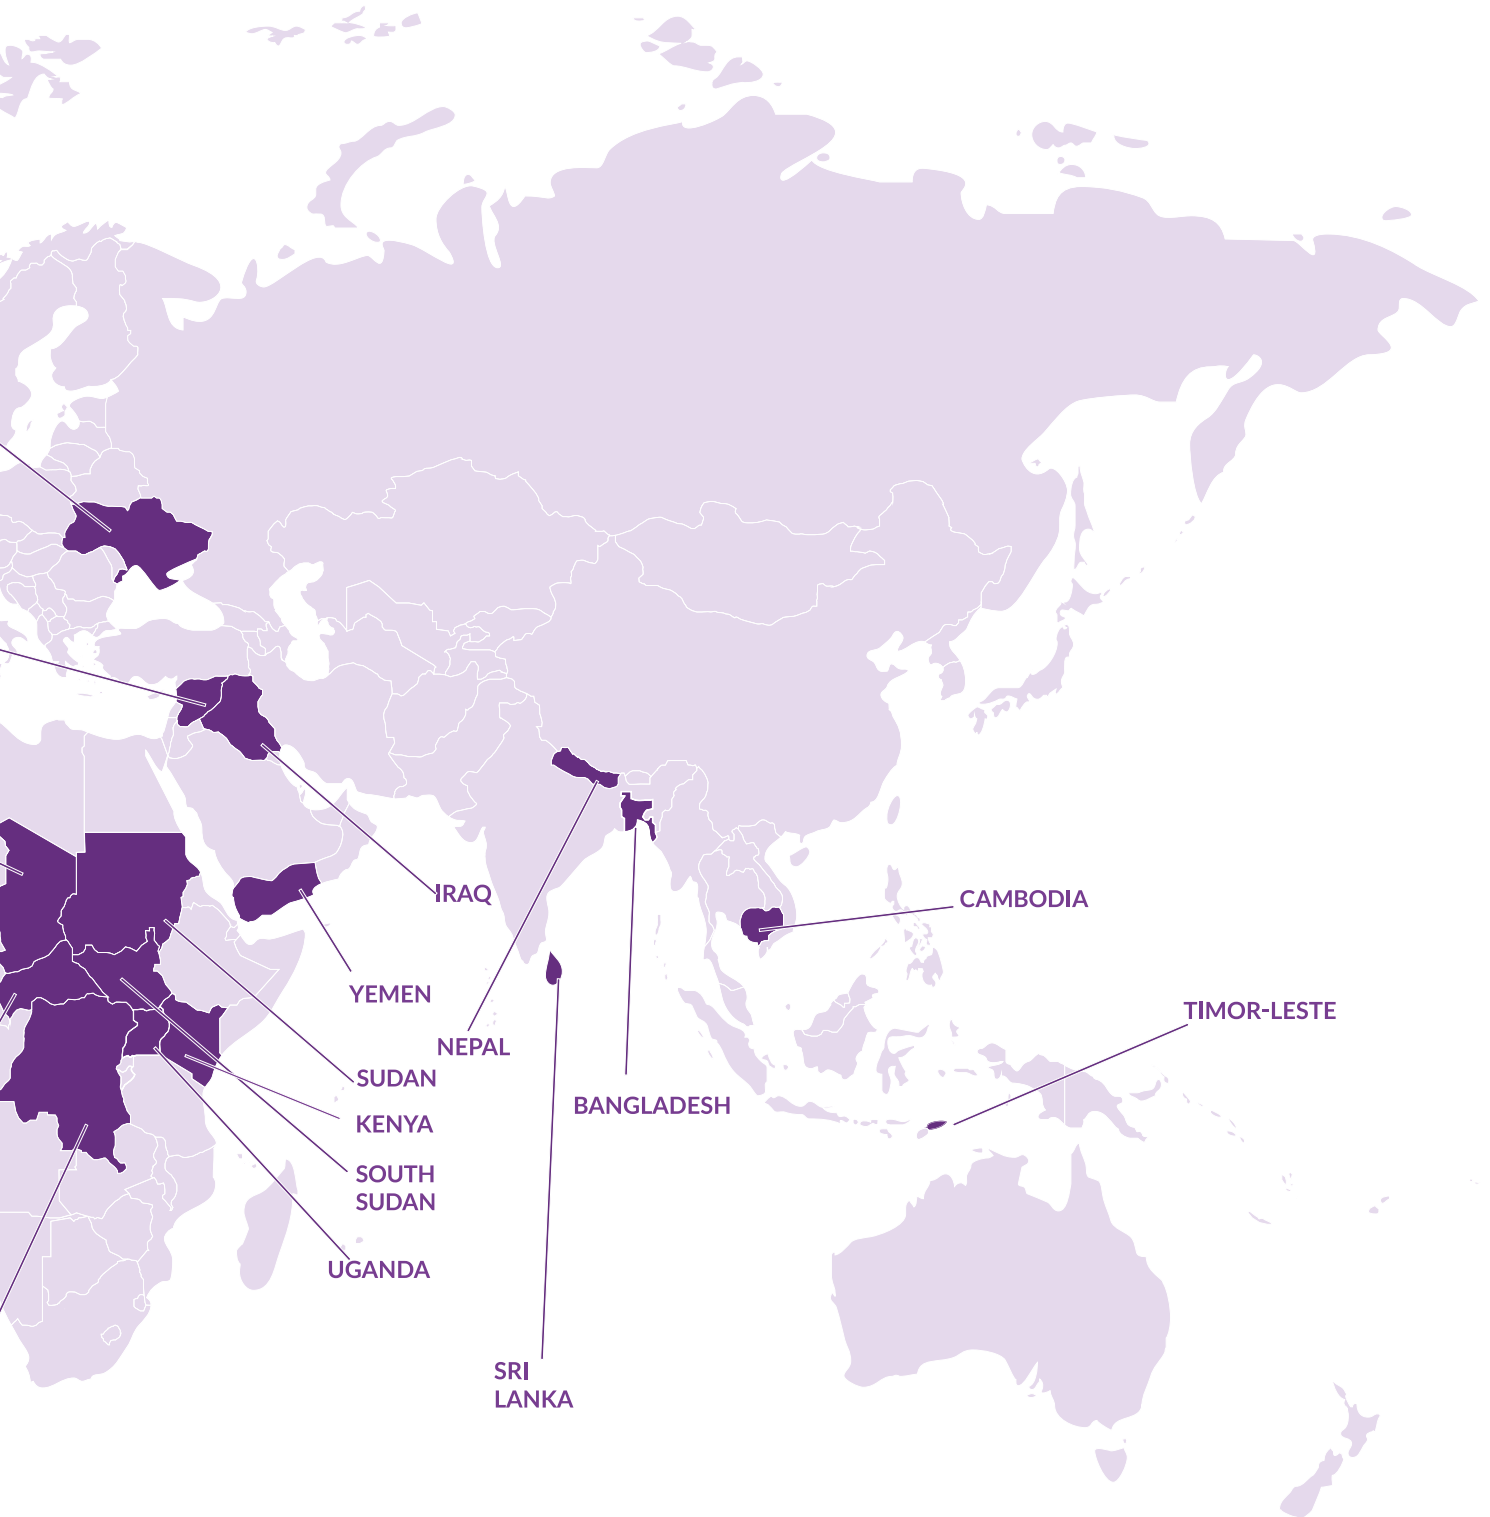 IRAQ
CAMBODIA
YEMEN
TIMOR-LESTE
NEPAL
SUDAN
BANGLADESH
KENYA
SOUTH
SUDAN
UGANDA
SRI
LANKA